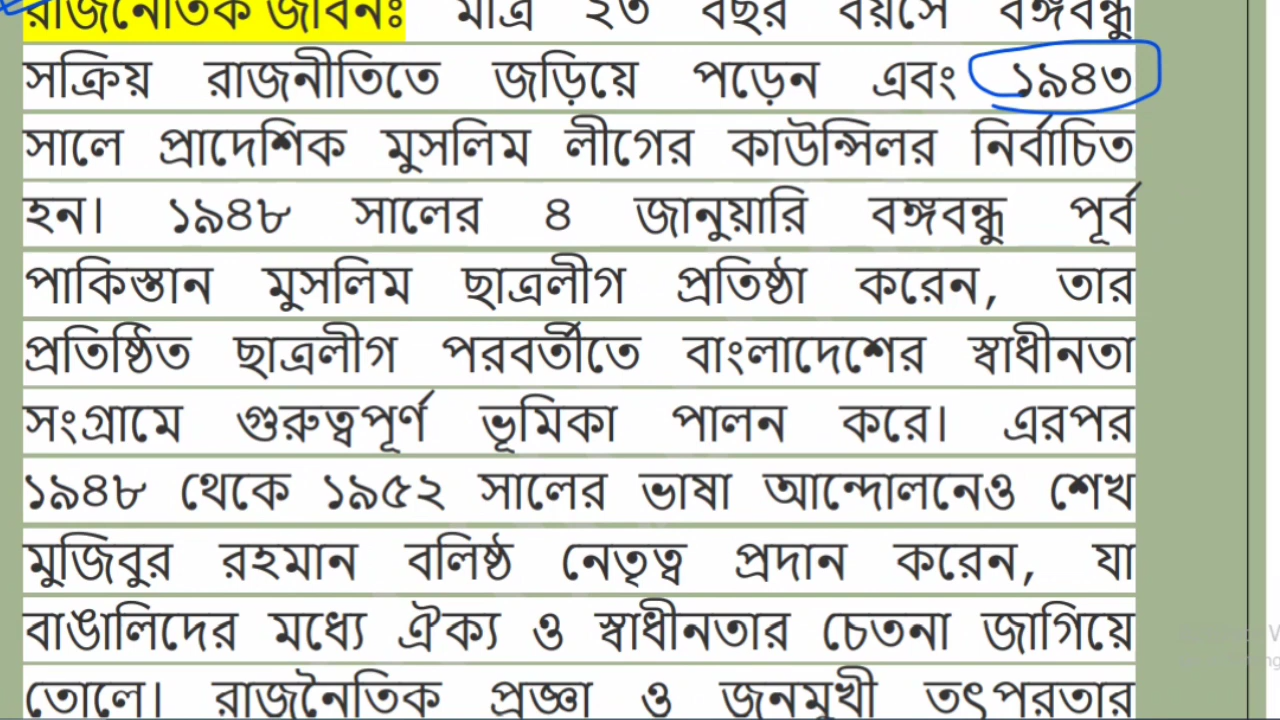 রাজনৈতিক জীবনঃ মাত্র ২৩ বছর বয়সে বঙ্গবন্ধু
সক্রিয় রাজনীতিতে জড়িয়ে পড়েন এবং ১৯৪৩
সালে প্রাদেশিক মুসলিম লীগের কাউন্সিলর নির্বাচিত
হন। ১৯৪৮ সালের ৪ জানুয়ারি বঙ্গবন্ধু পূর্ব
পাকিস্তান মুসলিম ছাত্রলীগ প্রতিষ্ঠা করেন, তার
প্রতিষ্ঠিত ছাত্রলীগ পরবর্তীতে বাংলাদেশের স্বাধীনতা
সংগ্রামে গুরুত্বপূর্ণ ভূমিকা পালন করে। এরপর
১৯৪৮ থেকে ১৯৫২ সালের ভাষা আন্দোলনেও শেখ
মুজিবুর রহমান বলিষ্ঠ নেতৃত্ব প্রদান করেন, যা
বাঙালিদের মধ্যে ঐক্য ও স্বাধীনতার চেতনা জাগিয়ে
তোলে। রাজনৈতিক প্রজ্ঞা ও জনমুখী তৎপরতার